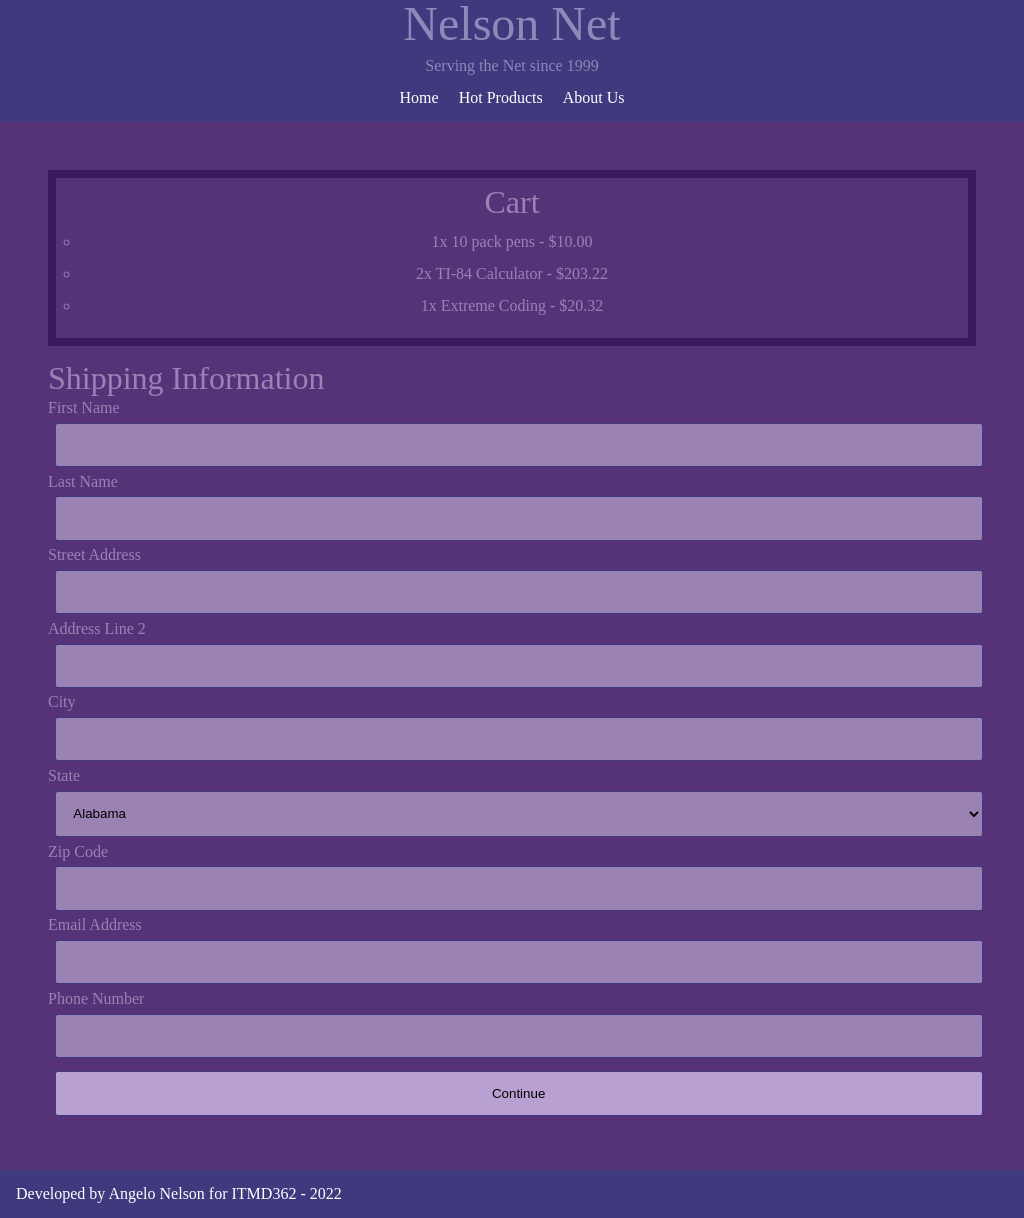 Nelson Net
Serving the Net since 1999
Home Hot Products About Us
Cart
1x 10 pack pens - $10.00
2x TI-84 Calculator - $203.22
1x Extreme Coding - $20.32
Shipping Information
First Name
Last Name
Street Address
Address Line 2
City
State
Alabama
Zip Code
Email Address
Phone Number
Continue
Developed by Angelo Nelson for ITMD362 - 2022